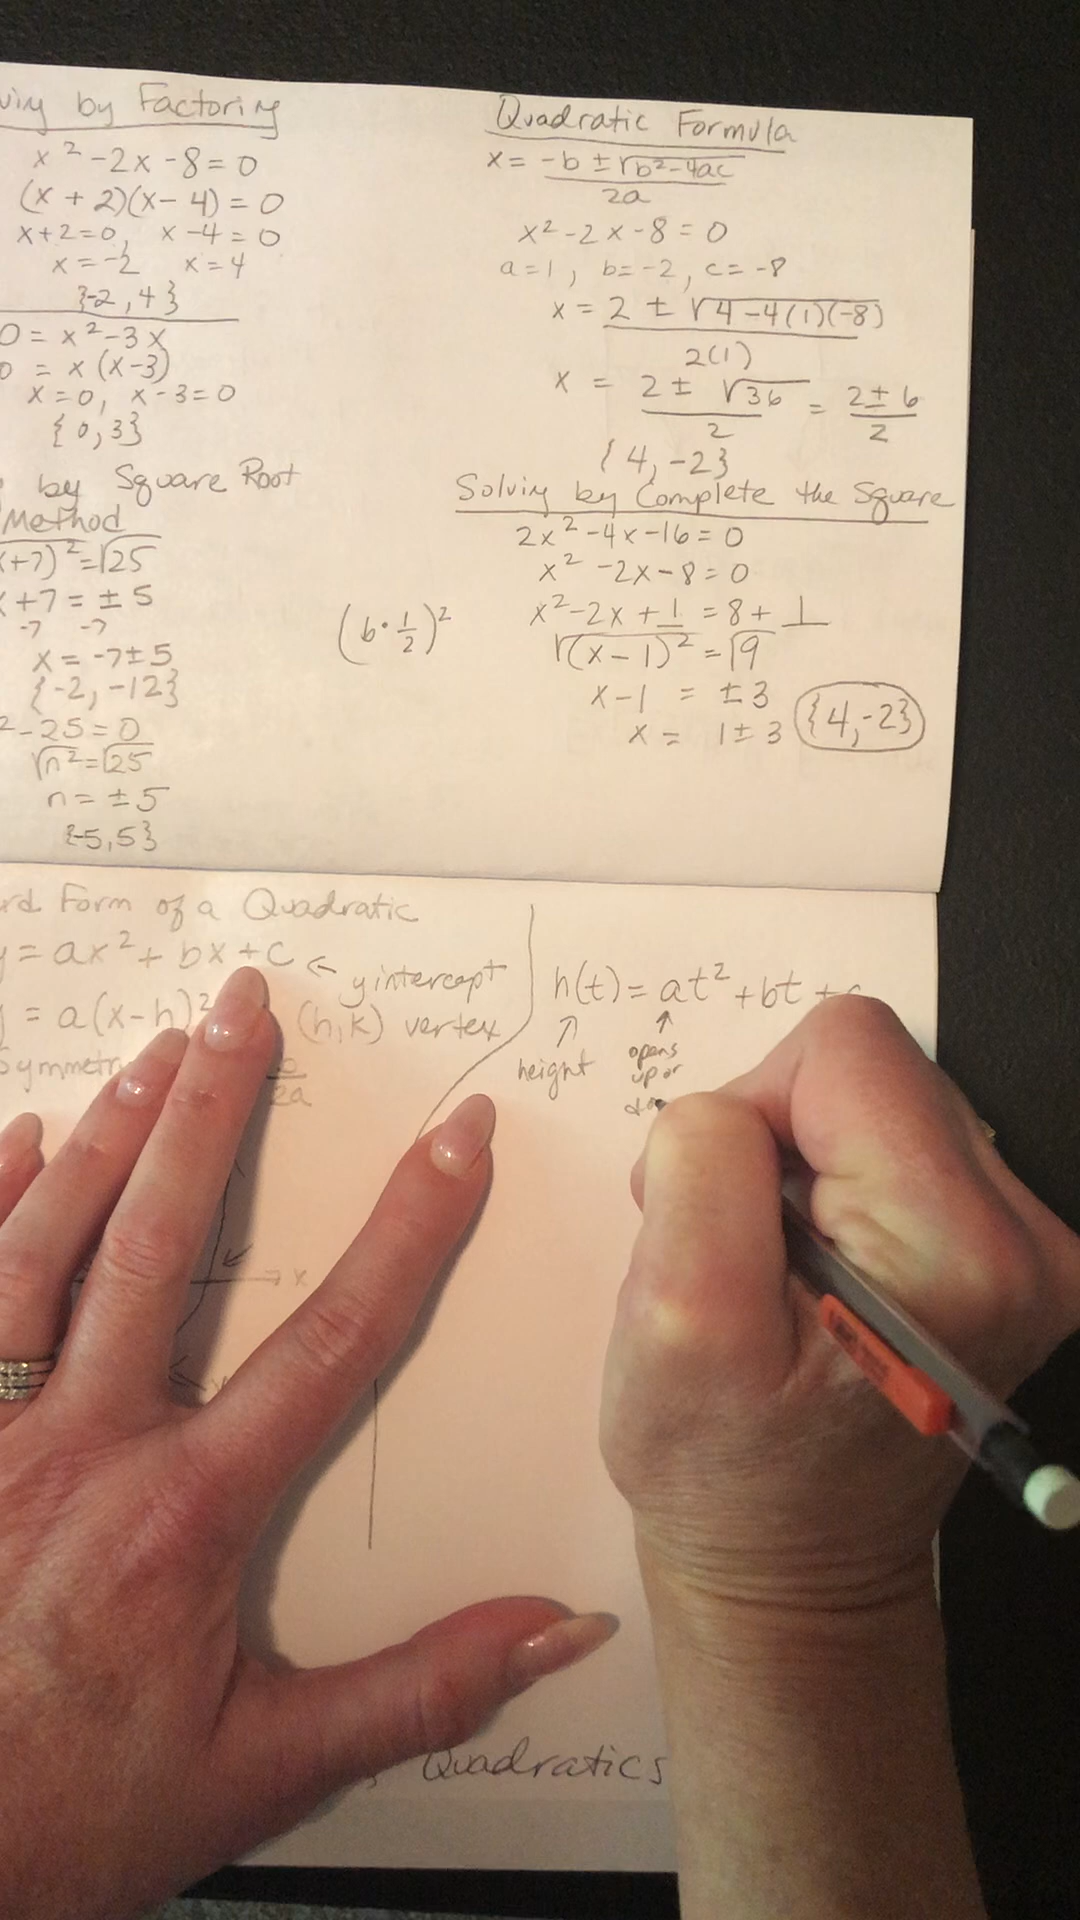 by Factoring
x² -2x -8 = 0
(x + 2)(x - 4) = 0
x+2=0, x-4=0
x=-2 x=4
{-2, 4}
0 = x² -3x
0 = x(x-3)
x=0, x-3=0
{0,3}
by Square Root
Method
+7)² = √25
x+7 = ±5
-7 -7
x = -7±5
{-2, -12}
² - 25 = 0
√n² = √25
n = ±5
{-5,5}
Quadratic Formula
x = (-b ± √(b²-4ac))/2a
x² -2x -8 = 0
a=1, b=-2, c=-8
x = (2 ± √(4-4(1)(-8)))/2(1)
x = (2 ± √36)/2 = (2±6)/2
{4, -2}
Solving by Complete the Square
2x² -4x -16 = 0
x² -2x -8 = 0
x² -2x + 1 = 8 + 1
(b·1/2)²
√(x-1)² = √9
x-1 = ±3
x = 1±3 {4,-2}
Form of a Quadratic
y = ax² + bx + c ← y intercept
= a(x-h)² (h,k) vertex
2a
x
h(t) = at² + bt +
height
opens
up or
Quadratics